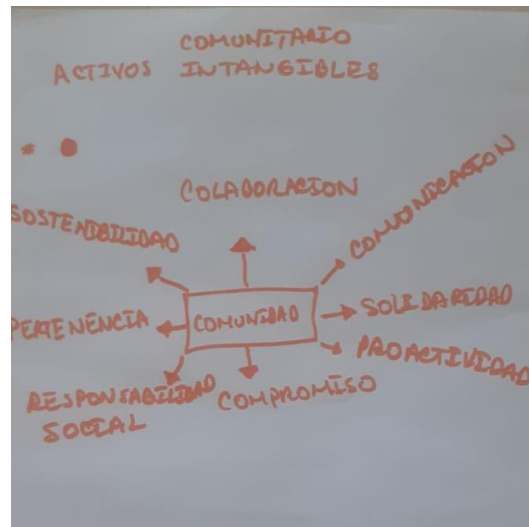 COMUNITARIO
ACTIVOS INTANGIBLES
COLABORACION
COMUNICACION
SOSTENIBILIDAD
PERTENENCIA
COMUNIDAD
SOLIDARIDAD
PROACTIVIDAD
RESPONSABILIDAD
SOCIAL
COMPROMISO